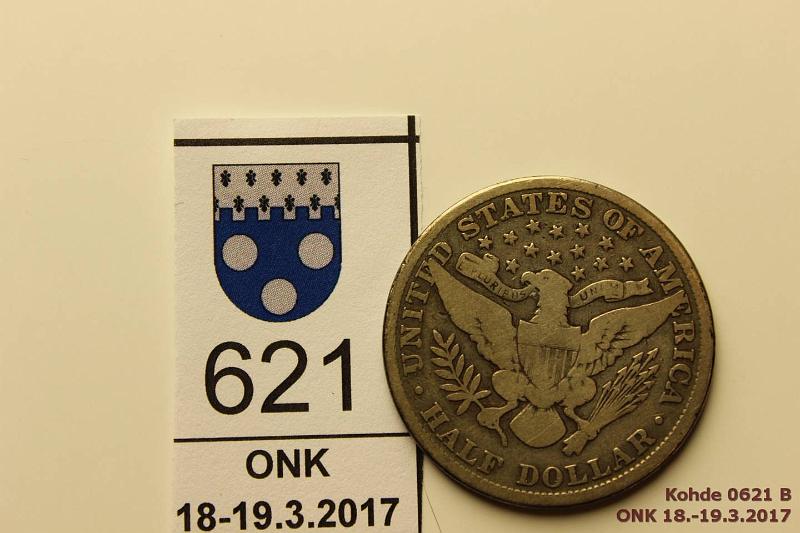 621
ONK
18-19.3.2017
UNITED STATES OF AMERICA
PLURIBUS UN
HALF DOLLAR
Kohde 0621 B
ONK 18.-19.3.2017